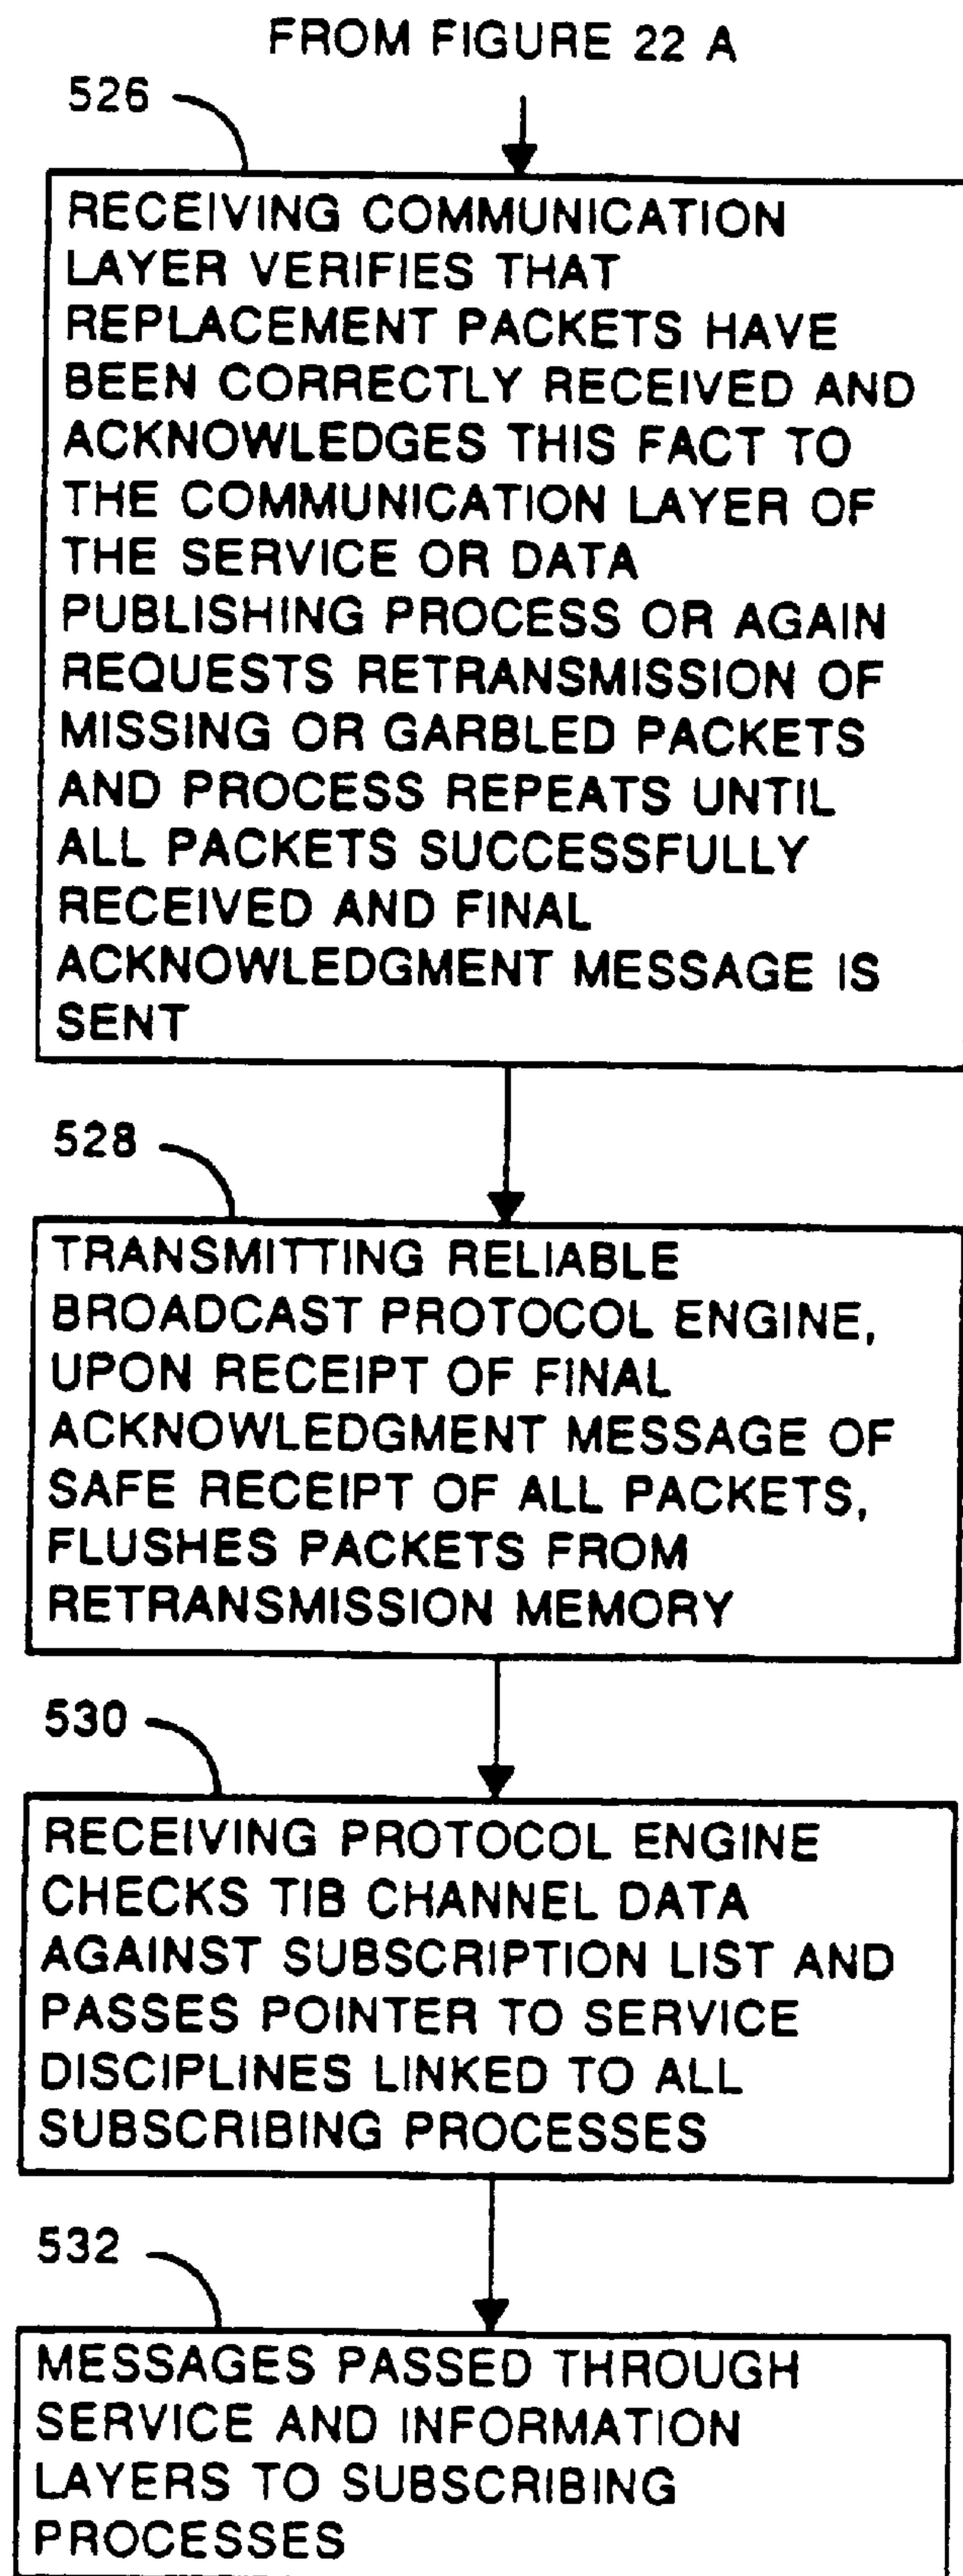 FROM FIGURE 22 A
526
RECEIVING COMMUNICATION
LAYER VERIFIES THAT
REPLACEMENT PACKETS HAVE
BEEN CORRECTLY RECEIVED AND
ACKNOWLEDGES THIS FACT TO
THE COMMUNICATION LAYER OF
THE SERVICE OR DATA
PUBLISHING PROCESS OR AGAIN
REQUESTS RETRANSMISSION OF
MISSING OR GARBLED PACKETS
AND PROCESS REPEATS UNTIL
ALL PACKETS SUCCESSFULLY
RECEIVED AND FINAL
ACKNOWLEDGMENT MESSAGE IS
SENT
528
TRANSMITTING RELIABLE
BROADCAST PROTOCOL ENGINE,
UPON RECEIPT OF FINAL
ACKNOWLEDGMENT MESSAGE OF
SAFE RECEIPT OF ALL PACKETS,
FLUSHES PACKETS FROM
RETRANSMISSION MEMORY
530
RECEIVING PROTOCOL ENGINE
CHECKS TIB CHANNEL DATA
AGAINST SUBSCRIPTION LIST AND
PASSES POINTER TO SERVICE
DISCIPLINES LINKED TO ALL
SUBSCRIBING PROCESSES
532
MESSAGES PASSED THROUGH
SERVICE AND INFORMATION
LAYERS TO SUBSCRIBING
PROCESSES